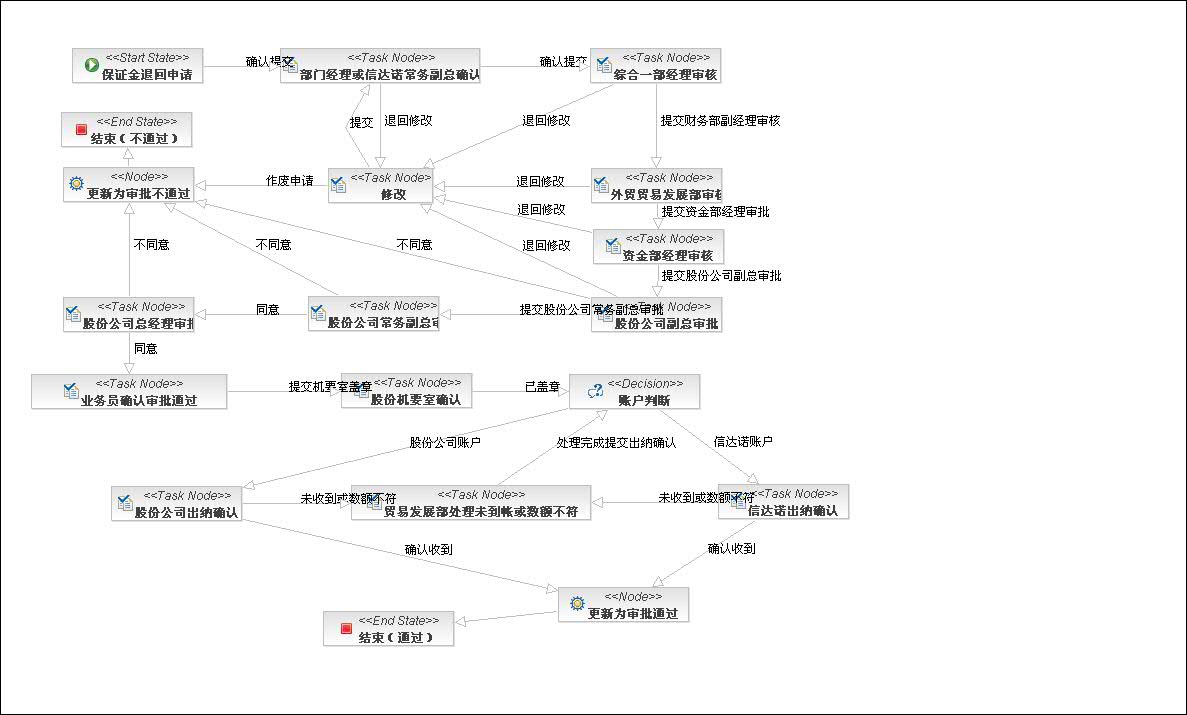 <<Start State>>
保证金退回申请
确认提交
<<Task Node>>
部门经理或信达诺常务副总确认
确认提交
<<Task Node>>
综合一部经理审核
<<End State>>
结束（不通过）
提交
退回修改
退回修改
提交财务部副经理审核
<<Node>>
更新为审批不通过
作废申请
<<Task Node>
修改
退回修改
<<Task Node>>
外贸贸易发展部审核
退回修改
提交资金部经理审批
不同意
不同意
不同意
退回修改
<<Task Node>>
资金部经理审核
提交股份公司副总审批
<<Task Node>>
股份公司总经理审批
同意
<<Task Node>>
股份公司常务副总审
提交股份公司常务副总审批
<<Task Node>>
股份公司副总审批
同意
<<Task Node>>
业务员确认审批通过
提交机要室盖章
<<Task Node>>
股份机要室确认
已盖章
<<Decision>>
账户判断
股份公司账户
处理完成提交出纳确认
信达诺账户
<<Task Node>>
股份公司出纳确认
未收到或数额不符
<<Task Node>>
贸易发展部处理未到帐或数额不符
未收到或数额不符
<<Task Node>>
信达诺出纳确认
确认收到
确认收到
<<Node>>
更新为审批通过
<<End State>>
结束（通过）